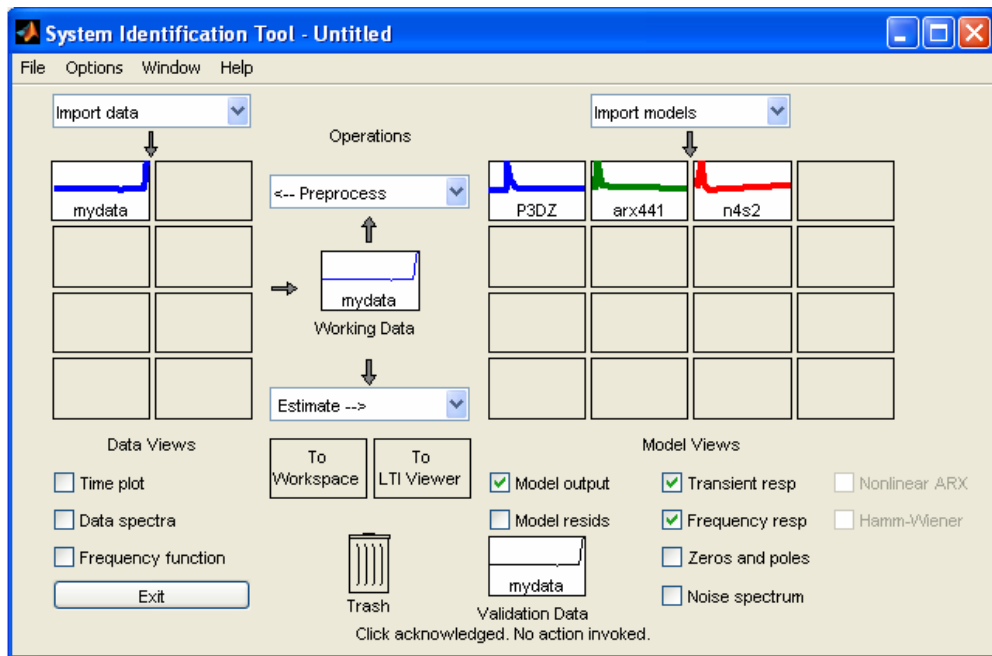 System Identification Tool - Untitled
File Options Window Help
Import data
Import models
Operations
mydata
<-- Preprocess
P3DZ
arx441
n4s2
mydata
Working Data
Estimate -->
Data Views
Model Views
To
Workspace
To
LTI Viewer
Time plot
Data spectra
Frequency function
Exit
Trash
Model output
Model resids
mydata
Validation Data
Transient resp
Frequency resp
Zeros and poles
Noise spectrum
Nonlinear ARX
Hamm-Wiener
Click acknowledged. No action invoked.